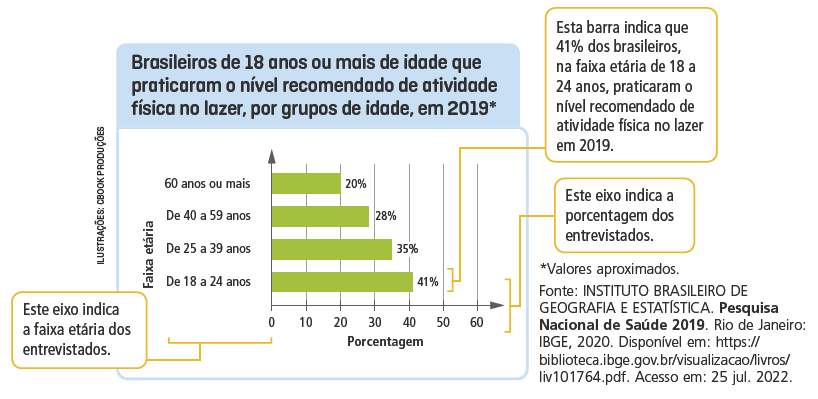 Brasileiros de 18 anos ou mais de idade que
praticaram o nível recomendado de atividade
física no lazer, por grupos de idade, em 2019*
Esta barra indica que
41% dos brasileiros,
na faixa etária de 18 a
24 anos, praticaram o
nível recomendado de
atividade física no lazer
em 2019.
ILUSTRAÇÕES: CBOOK PRODUÇÕES
Faixa etária
60 anos ou mais 20%
De 40 a 59 anos 28%
De 25 a 39 anos 35%
De 18 a 24 anos 41%
0 10 20 30 40 50 60
Porcentagem
Este eixo indica a
porcentagem dos
entrevistados.
Este eixo indica
a faixa etária dos
entrevistados.
*Valores aproximados.
Fonte: INSTITUTO BRASILEIRO DE
GEOGRAFIA E ESTATÍSTICA. Pesquisa
Nacional de Saúde 2019. Rio de Janeiro:
IBGE, 2020. Disponível em: https://
biblioteca.ibge.gov.br/visualizacao/livros/
liv101764.pdf. Acesso em: 25 jul. 2022.